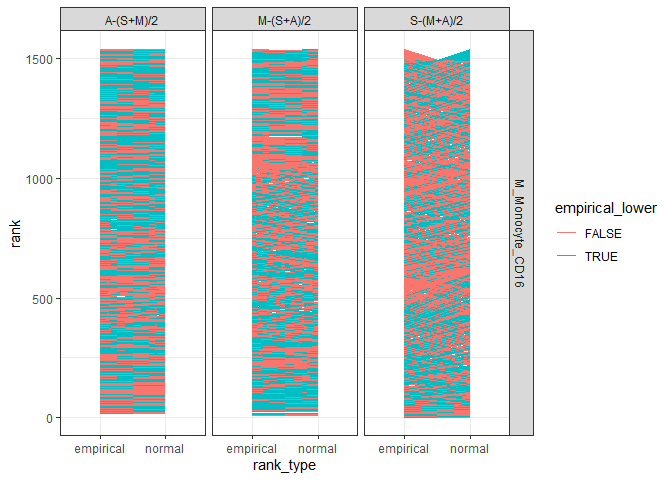 A-(S+M)/2
M-(S+A)/2
S-(M+A)/2
1500
1000
500
0
rank
empirical
normal
empirical
normal
empirical
normal
rank_type
M_Monocyte_CD16
empirical_lower
FALSE
TRUE